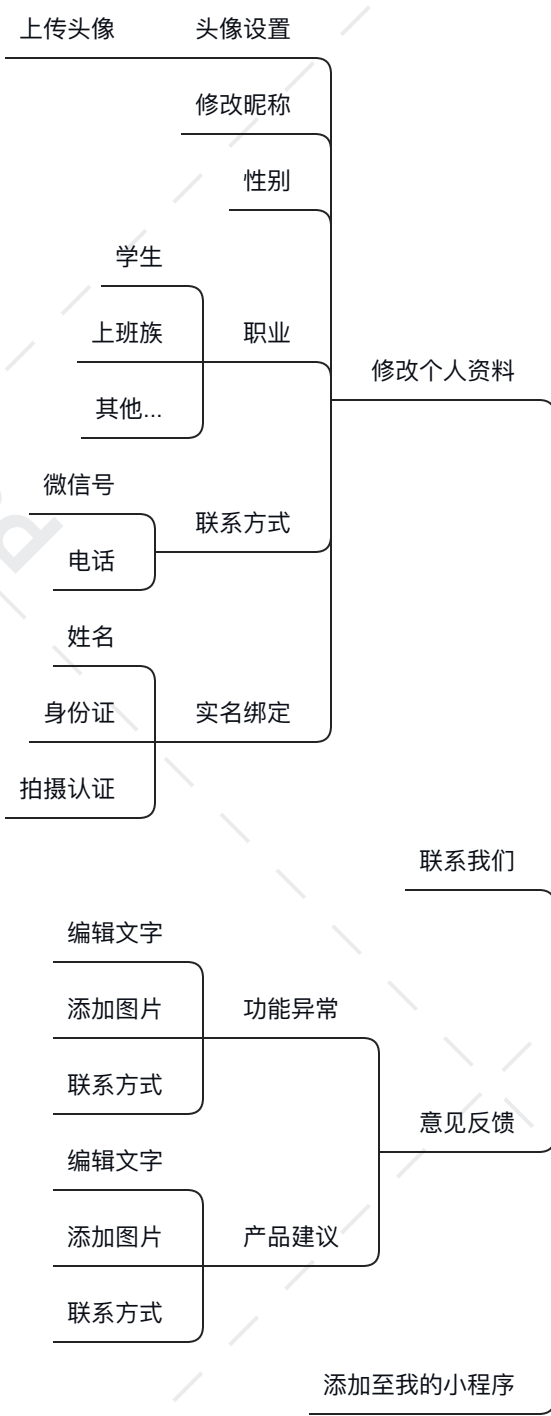 上传头像
头像设置
修改昵称
性别
学生
上班族
职业
其他...
修改个人资料
微信号
联系方式
电话
姓名
身份证
实名绑定
拍摄认证
联系我们
编辑文字
添加图片
功能异常
联系方式
意见反馈
编辑文字
添加图片
产品建议
联系方式
添加至我的小程序